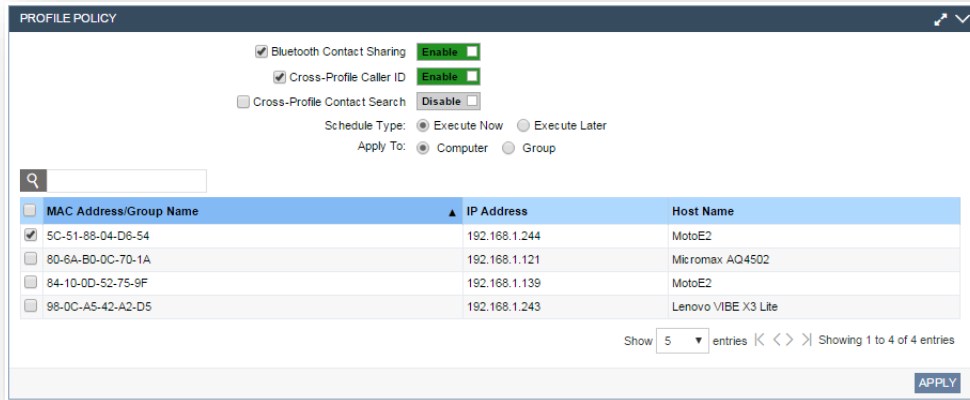 PROFILE POLICY
Bluetooth Contact Sharing Enable
Cross-Profile Caller ID Enable
Cross-Profile Contact Search Disable
Schedule Type: Execute Now Execute Later
Apply To: Computer Group
MAC Address/Group Name IP Address Host Name
5C-51-88-04-D6-54 192.168.1.244 MotoE2
80-6A-B0-0C-70-1A 192.168.1.121 Micromax AQ4502
84-10-0D-52-75-9F 192.168.1.139 MotoE2
98-0C-A5-42-A2-D5 192.168.1.243 Lenovo VIBE X3 Lite
Show 5 entries Showing 1 to 4 of 4 entries
APPLY